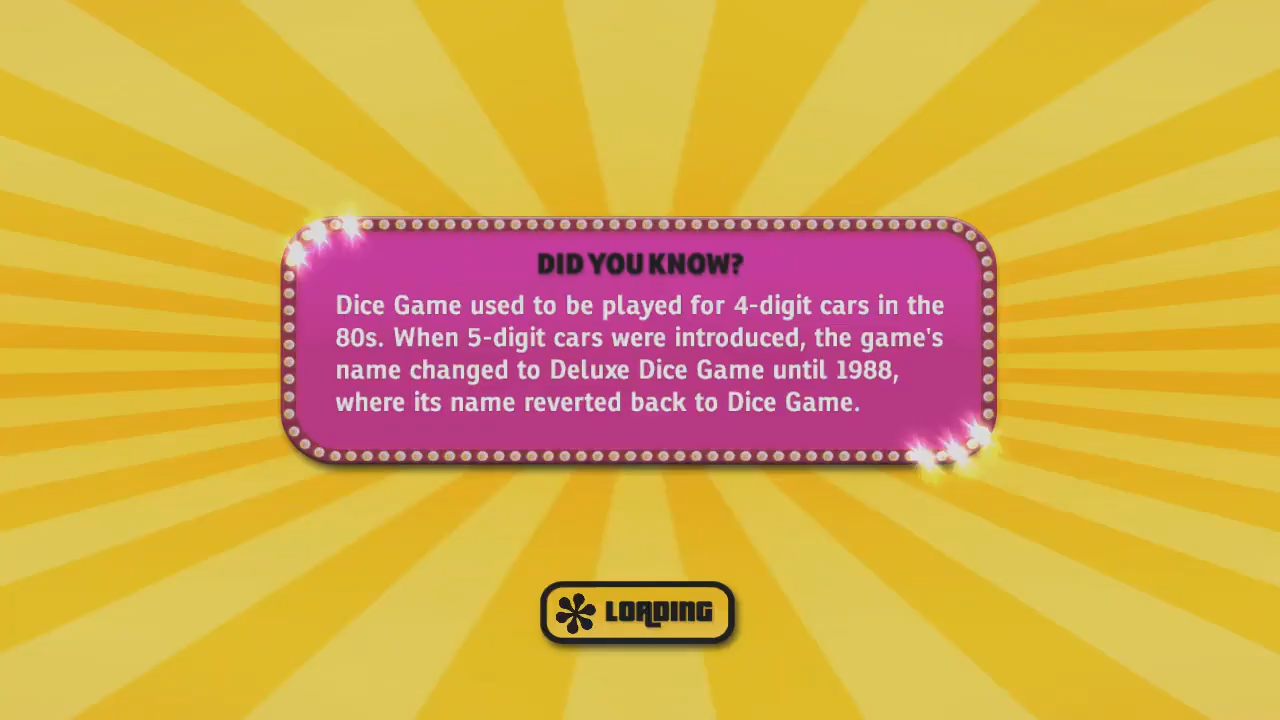 DID YOU KNOW?
Dice Game used to be played for 4-digit cars in the
80s. When 5-digit cars were introduced, the game's
name changed to Deluxe Dice Game until 1988,
where its name reverted back to Dice Game.
LOADING